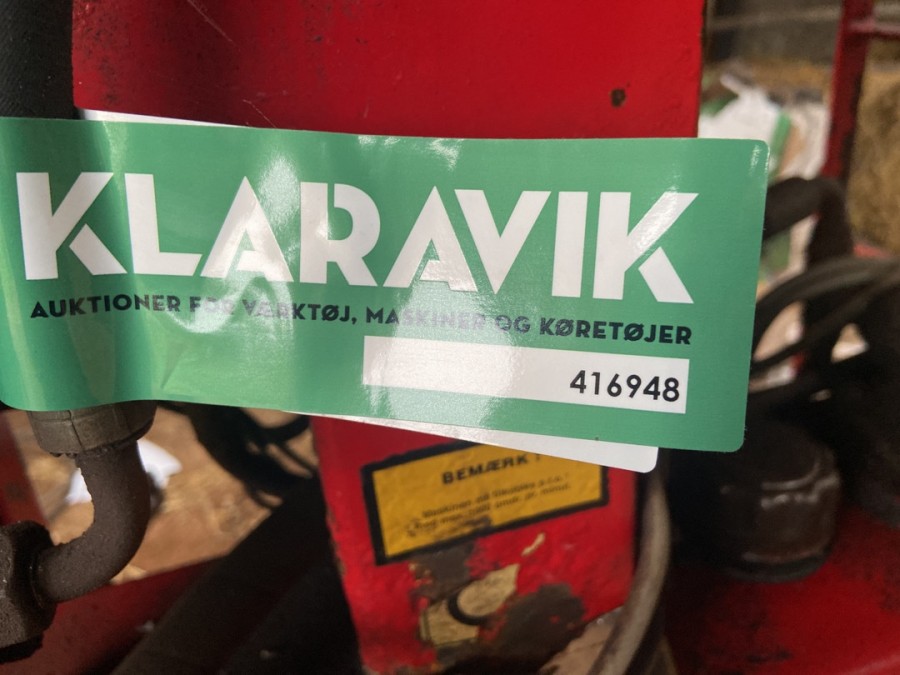 KLARAVIK
AUKTIONER FOR VÆRKTØJ, MASKINER OG KØRETØJER
416948
BEMÆRK !